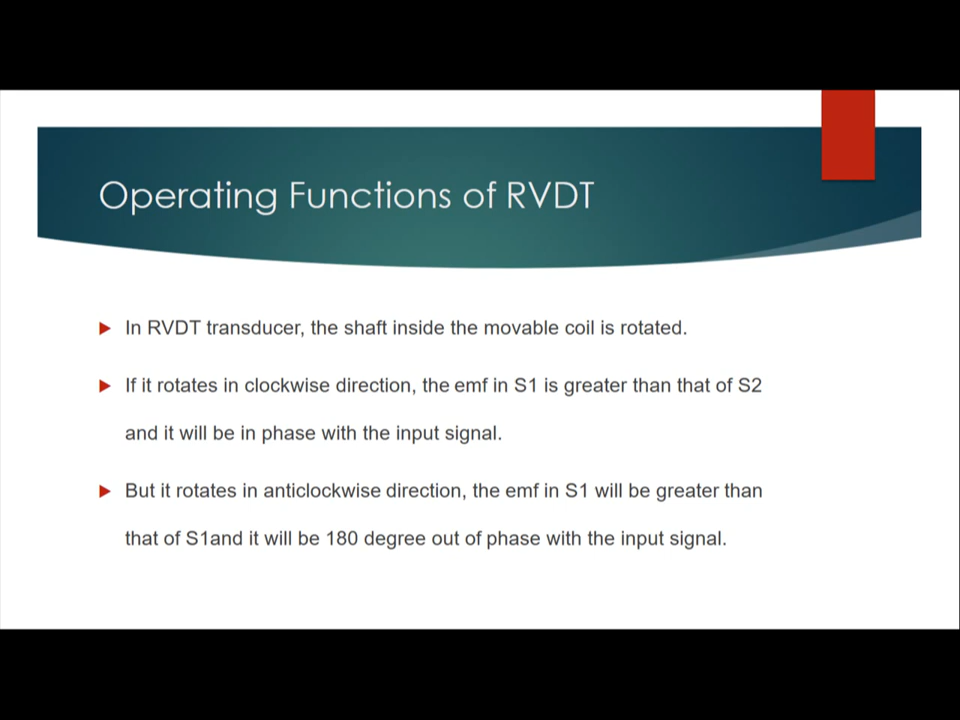 Operating Functions of RVDT
In RVDT transducer, the shaft inside the movable coil is rotated.
If it rotates in clockwise direction, the emf in S1 is greater than that of S2
and it will be in phase with the input signal.
But it rotates in anticlockwise direction, the emf in S1 will be greater than
that of S1and it will be 180 degree out of phase with the input signal.